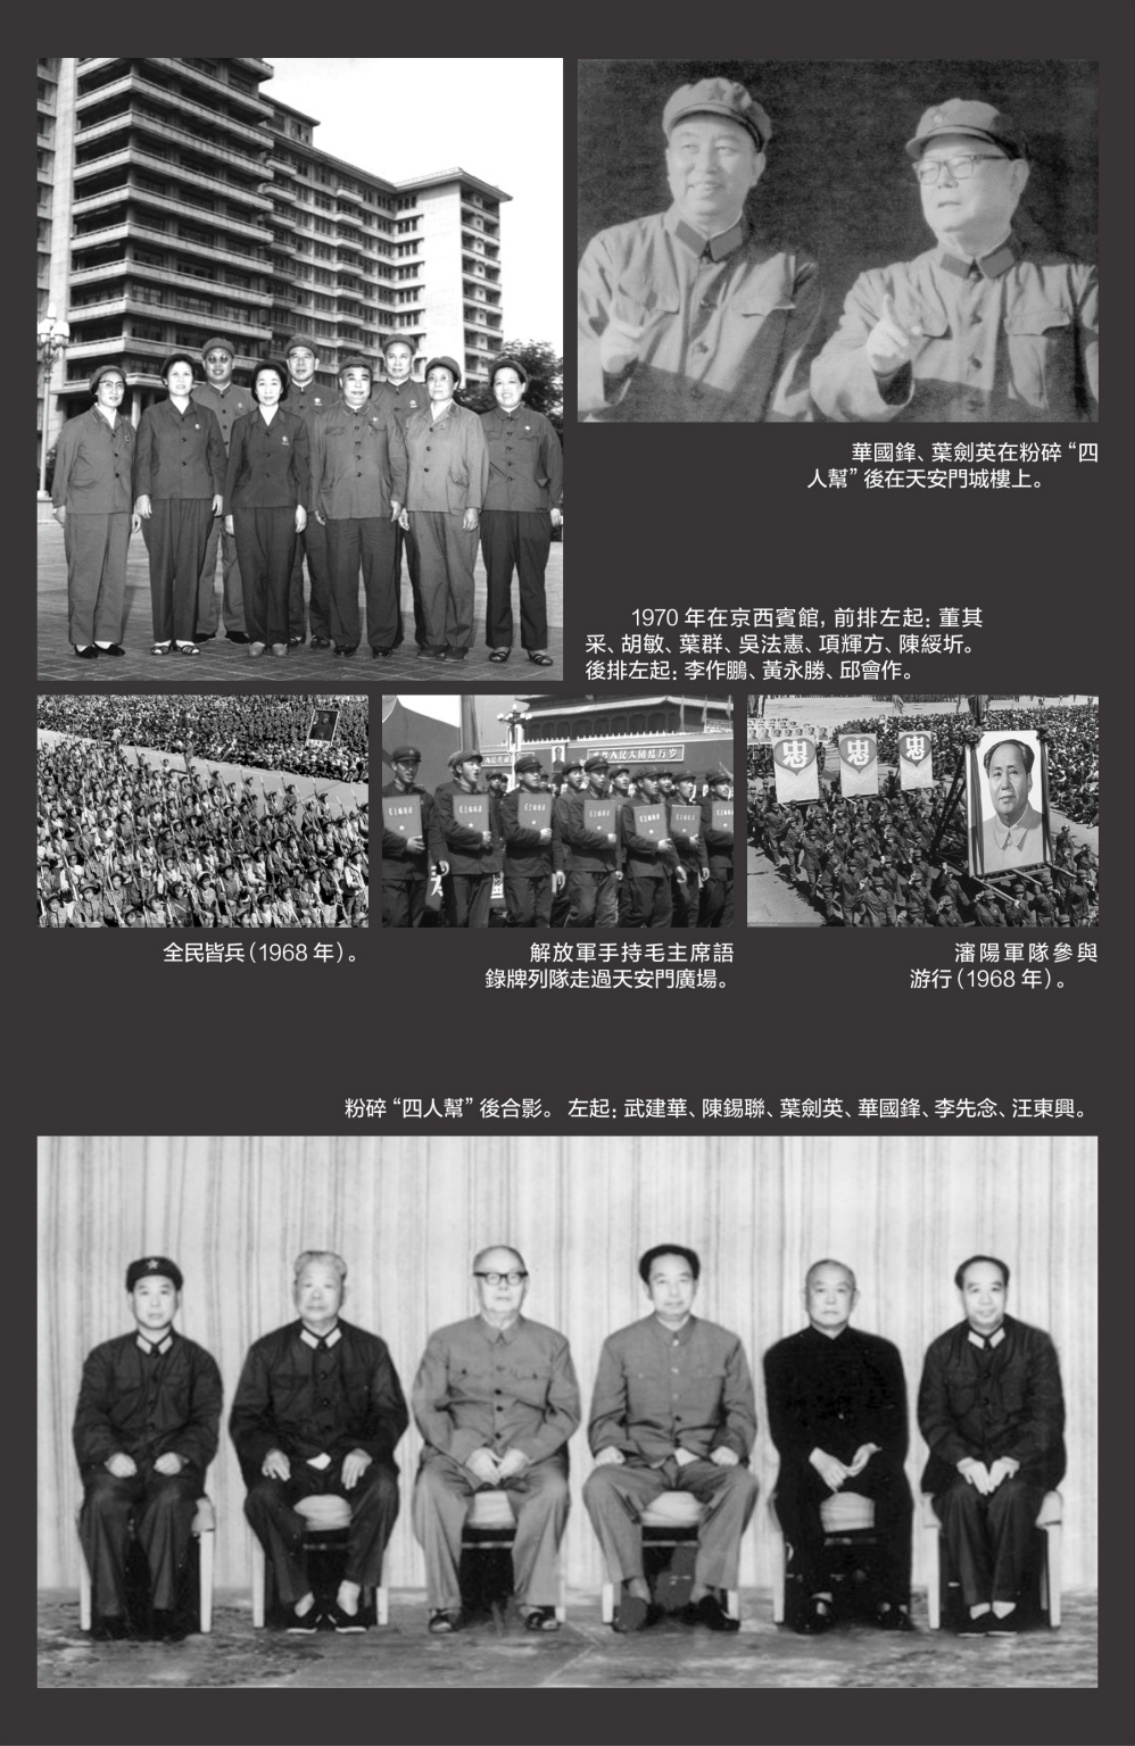 華國鋒、葉劍英在粉碎“四
人幫”後在天安門城樓上。
1970 年在京西賓館，前排左起：董其
采、胡敏、葉群、吳法憲、項輝方、陳綏圻。
後排左起：李作鵬、黃永勝、邱會作。
忠
忠
忠
全民皆兵（1968 年）。
解放軍手持毛主席語
錄牌列隊走過天安門廣場。
瀋陽軍隊參與
游行（1968 年）。
粉碎“四人幫”後合影。左起：武建華、陳錫聯、葉劍英、華國鋒、李先念、汪東興。